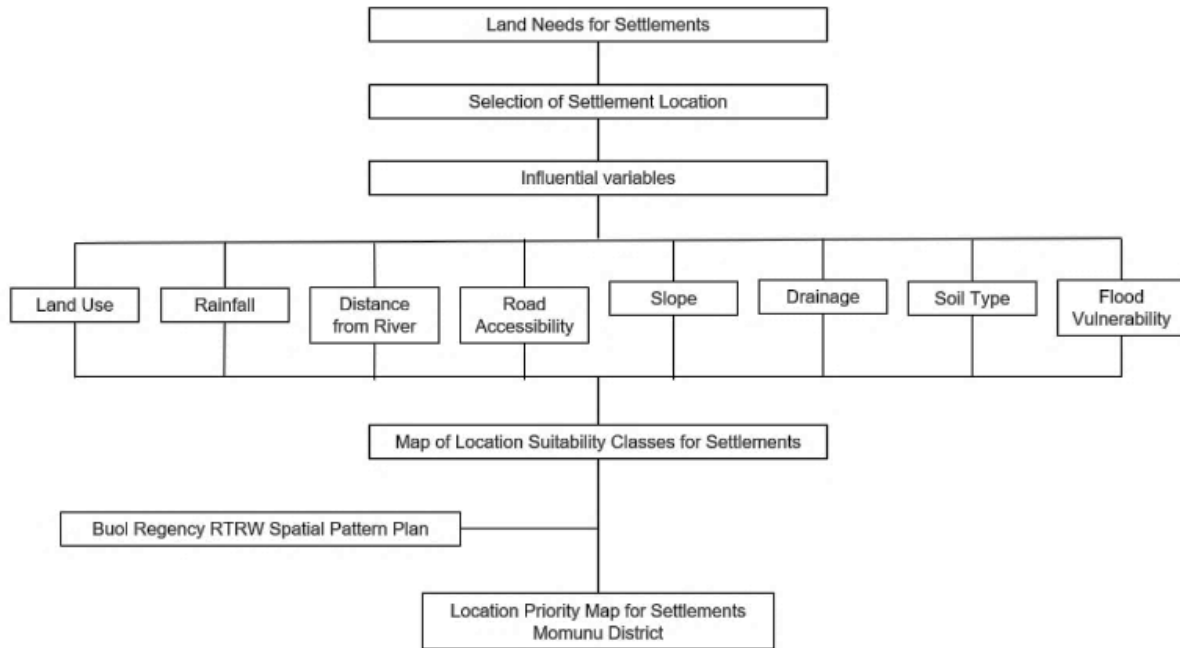 Land Needs for Settlements
Selection of Settlement Location
Influential variables
Land Use
Rainfall
Distance
from River
Road
Accessibility
Slope
Drainage
Soil Type
Flood
Vulnerability
Map of Location Suitability Classes for Settlements
Buol Regency RTRW Spatial Pattern Plan
Location Priority Map for Settlements
Momunu District